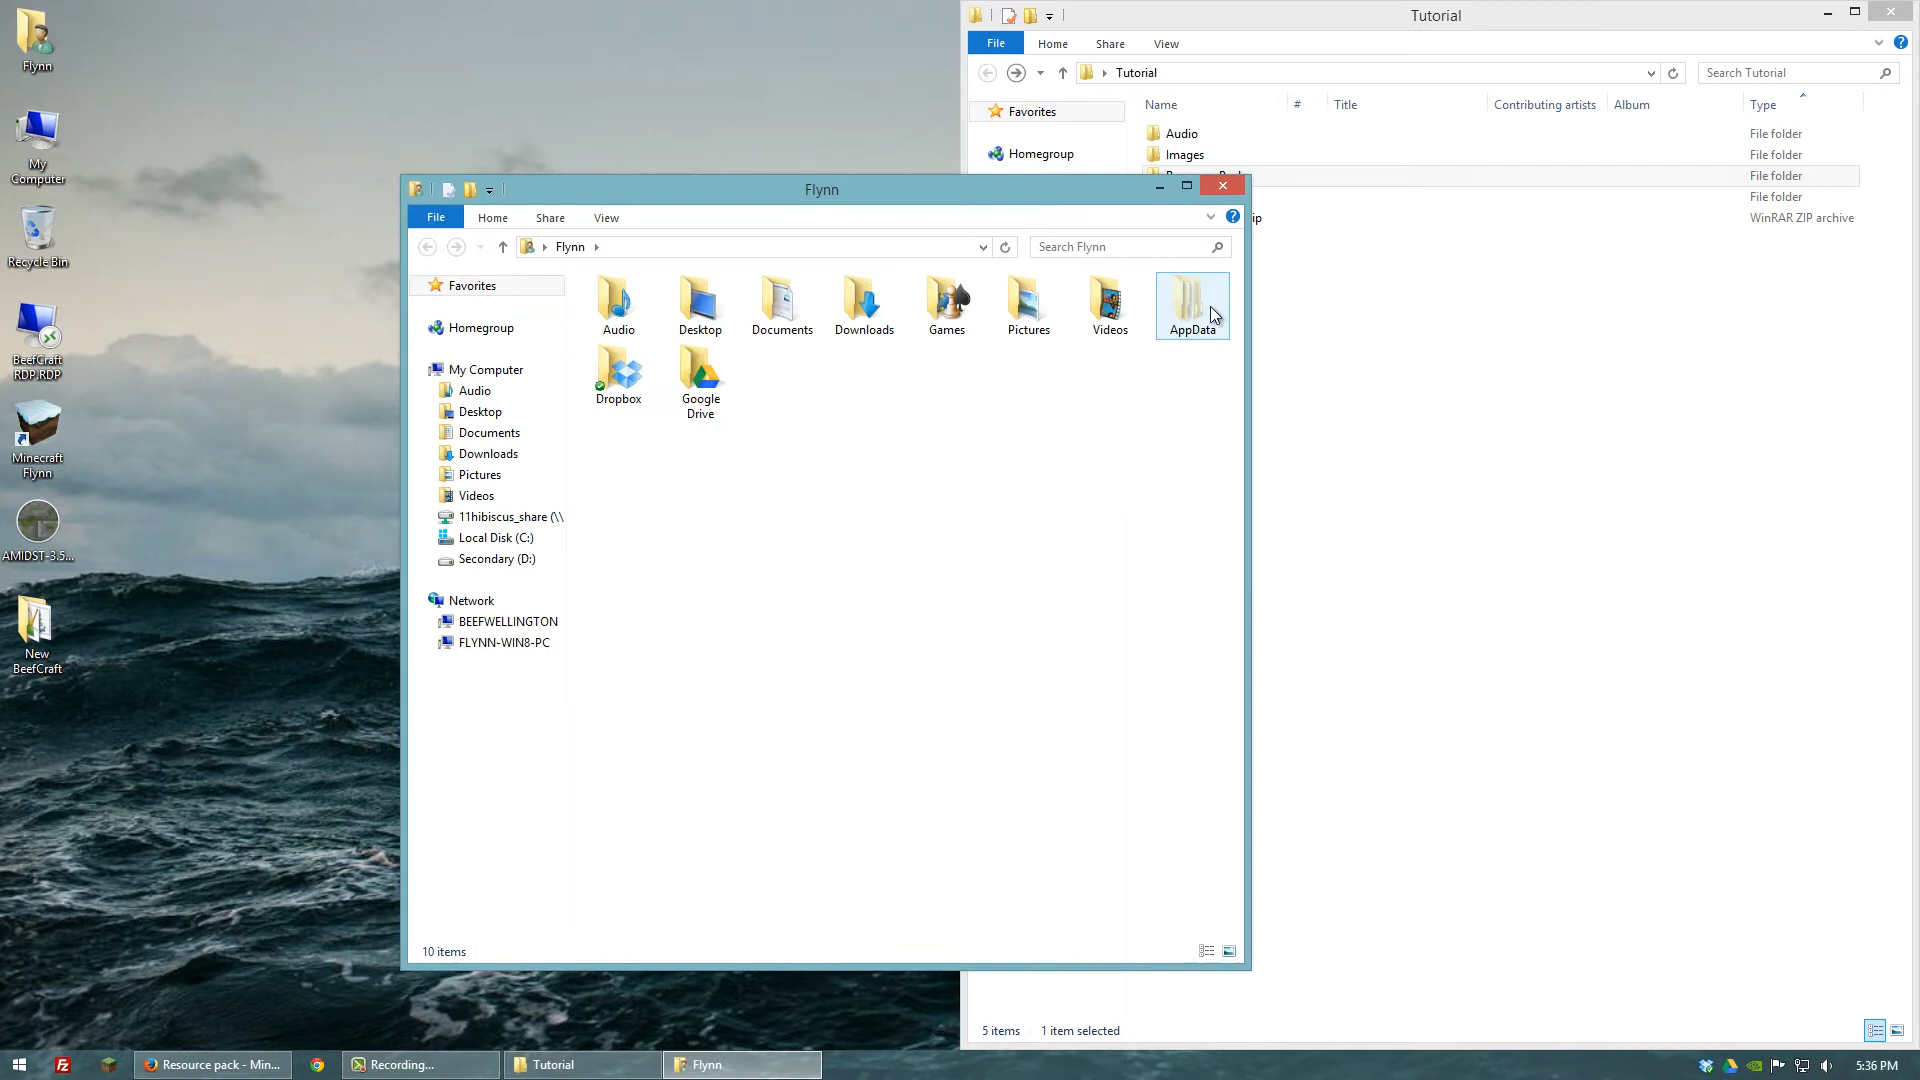 Flynn
My Computer
Recycle Bin
BeefCraft RDP.RDP
Minecraft Flynn
AMIDST-3.5...
New BeefCraft
Tutorial
File Home Share View
Tutorial
Search Tutorial
Name # Title Contributing artists Album Type
Favorites
Homegroup
Audio File folder
Images File folder
File folder
File folder
ip WinRAR ZIP archive
5 items 1 item selected
Flynn
File Home Share View
Flynn
Search Flynn
Favorites
Homegroup
My Computer
Audio
Desktop
Documents
Downloads
Pictures
Videos
11hibiscus_share (\\
Local Disk (C:)
Secondary (D:)
Network
BEEFWELLINGTON
FLYNN-WIN8-PC
Audio Desktop Documents Downloads Games Pictures Videos AppData
Dropbox Google Drive
10 items
Resource pack - Min...
Recording...
Tutorial
Flynn
5:36 PM